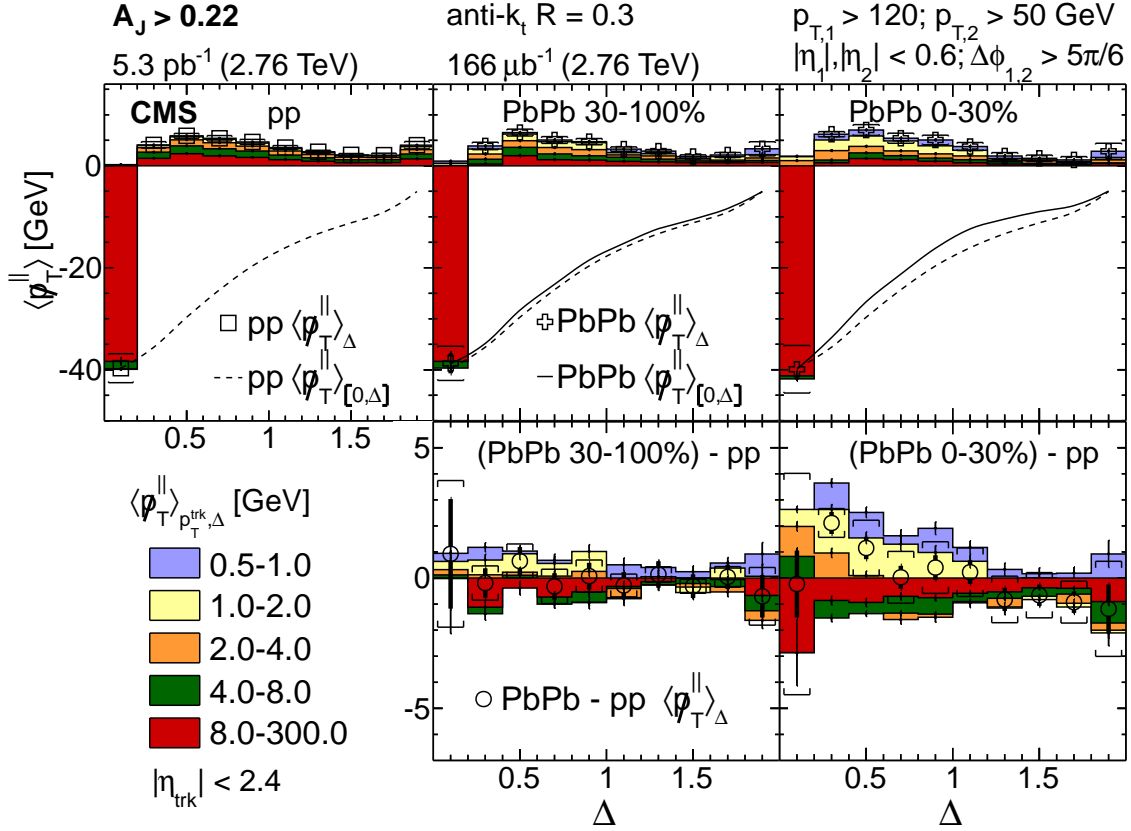 A_J > 0.22
anti-k_t R = 0.3
p_T,1 > 120; p_T,2 > 50 GeV
5.3 pb⁻¹ (2.76 TeV)
166 μb⁻¹ (2.76 TeV)
|η_1|,|η_2| < 0.6; Δϕ_1,2 > 5π/6
CMS pp
PbPb 30-100%
PbPb 0-30%
⟨p̸_T^||⟩ [GeV]
0
-20
-40
pp ⟨p̸_T^||⟩_Δ
pp ⟨p̸_T^||⟩_[0,Δ]
PbPb ⟨p̸_T^||⟩_Δ
PbPb ⟨p̸_T^||⟩_[0,Δ]
0.5 1 1.5
(PbPb 30-100%) - pp
(PbPb 0-30%) - pp
5
0
-5
⟨p̸_T^||⟩_p_T^trk,Δ [GeV]
0.5-1.0
1.0-2.0
2.0-4.0
4.0-8.0
8.0-300.0
|η_trk| < 2.4
PbPb - pp ⟨p̸_T^||⟩_Δ
0.5 1 1.5
0.5 1 1.5
Δ
Δ